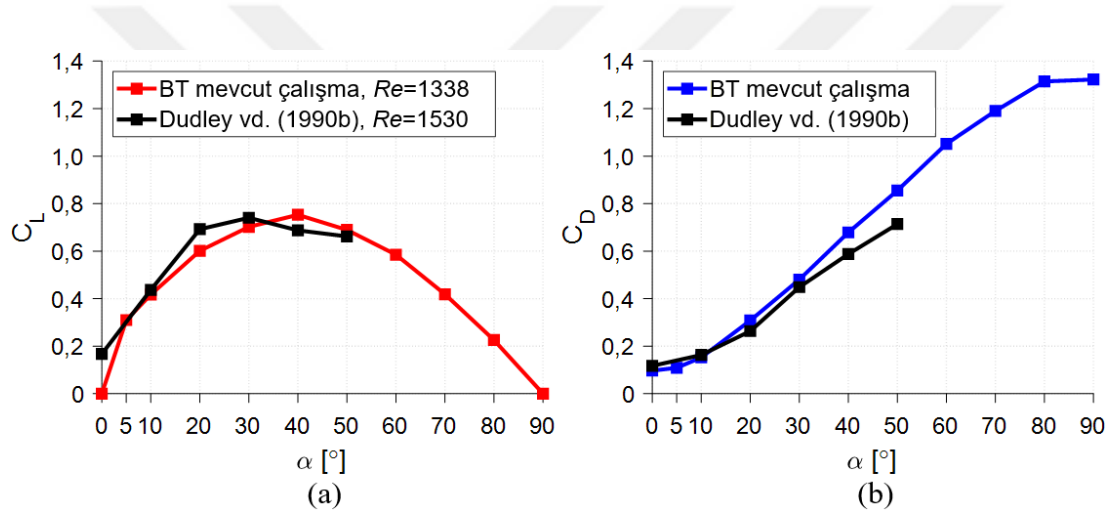 1,4
1,2
1,0
0,8
0,6
0,4
0,2
0
C_L
BT mevcut çalışma, Re=1338
Dudley vd. (1990b), Re=1530
0 5 10 20 30 40 50 60 70 80 90
α [°]
(a)
1,4
1,2
1,0
0,8
0,6
0,4
0,2
0
C_D
BT mevcut çalışma
Dudley vd. (1990b)
0 5 10 20 30 40 50 60 70 80 90
α [°]
(b)